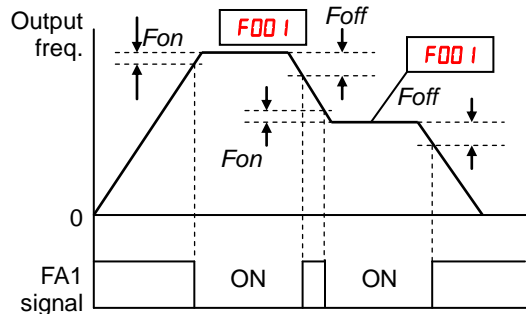 Output
freq.
Fon
F001
Foff
F001
Foff
Fon
0
FA1
signal
ON
ON